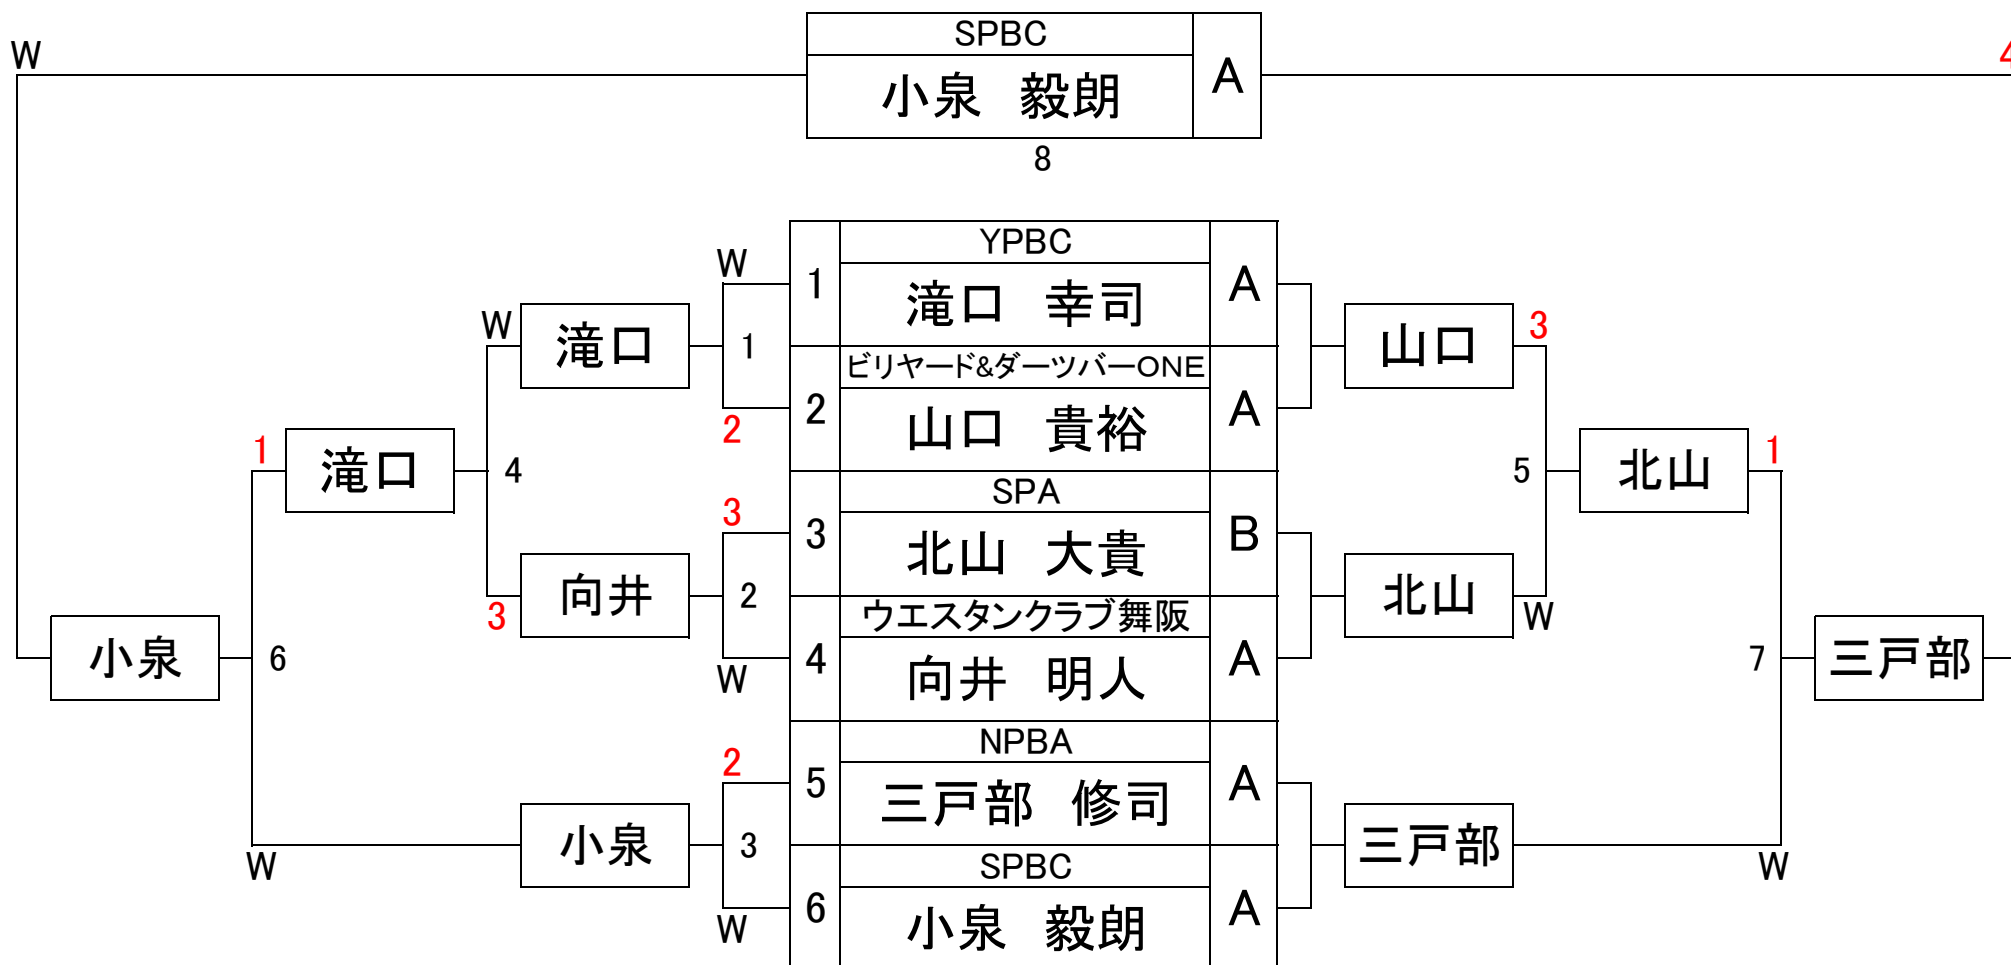 SPBC
W
4
小泉 毅朗 A
8
YPBC
W
1 滝口 幸司 A
W 滝口 1 山口 3
ビリヤード&ダーツバーONE
2 山口 貴裕 A
2
1 滝口 4 5 北山 1
SPA
3
3 北山 大貴 B
向井 2 北山
ウエスタンクラブ舞阪
3 W
小泉 6 4 向井 明人 A 7 三戸部
W
NPBA
2
5 三戸部 修司 A
小泉 3 三戸部
SPBC
W W
6 小泉 毅朗 A
W